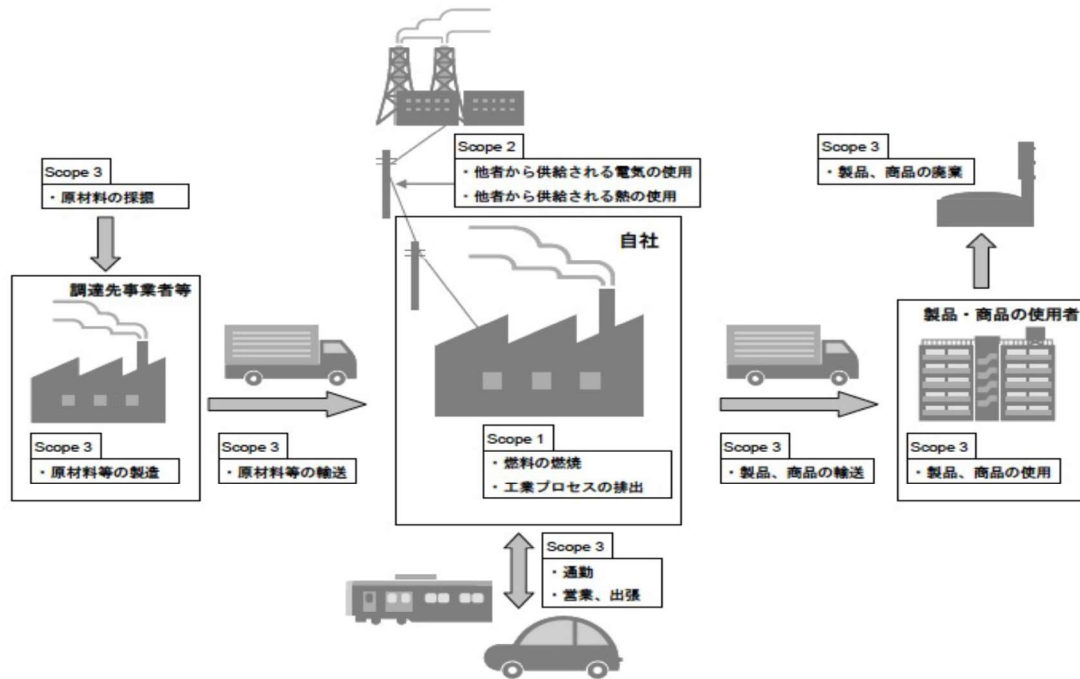 Scope 2
・他者から供給される電気の使用
・他者から供給される熱の使用
Scope 3
・原材料の採掘
Scope 3
・製品、商品の廃棄
自社
調達先事業者等
製品・商品の使用者
Scope 3
・原材料等の製造
Scope 3
・原材料等の輸送
Scope 1
・燃料の燃焼
・工業プロセスの排出
Scope 3
・製品、商品の輸送
Scope 3
・製品、商品の使用
Scope 3
・通勤
・営業、出張